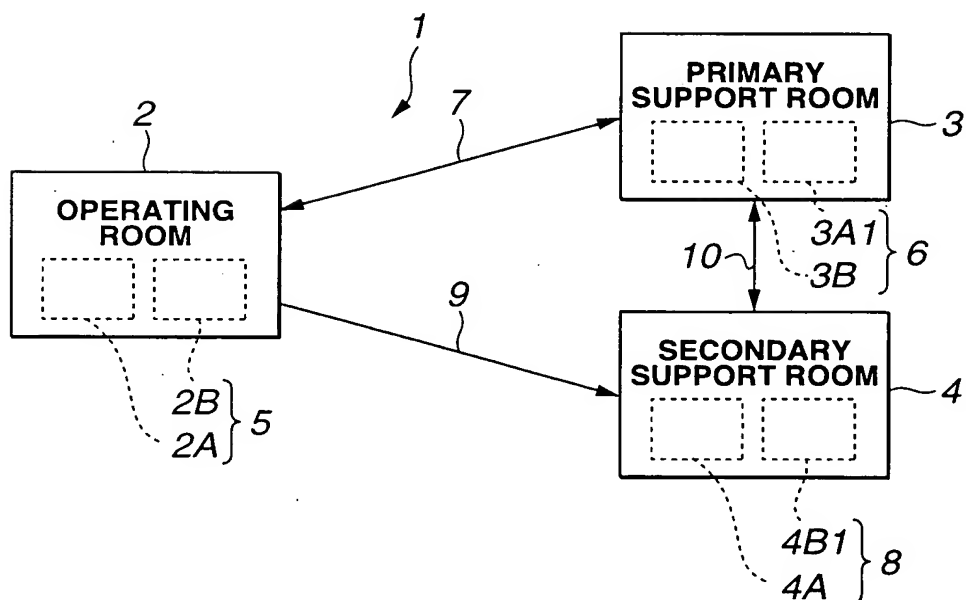 1
2
7
PRIMARY
SUPPORT ROOM
3
OPERATING
ROOM
3A1
3B
6
10
9
2B
2A
5
SECONDARY
SUPPORT ROOM
4
4B1
4A
8